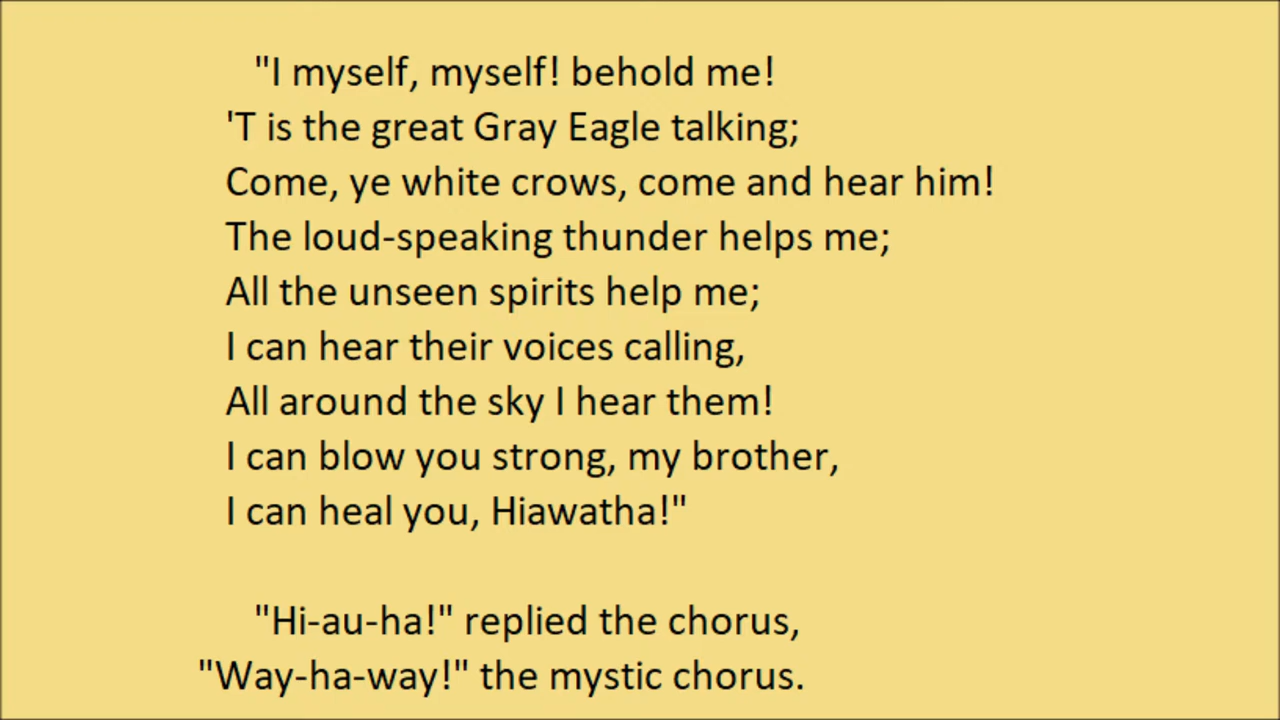 "I myself, myself! behold me!
'T is the great Gray Eagle talking;
Come, ye white crows, come and hear him!
The loud-speaking thunder helps me;
All the unseen spirits help me;
I can hear their voices calling,
All around the sky I hear them!
I can blow you strong, my brother,
I can heal you, Hiawatha!"
"Hi-au-ha!" replied the chorus,
"Way-ha-way!" the mystic chorus.